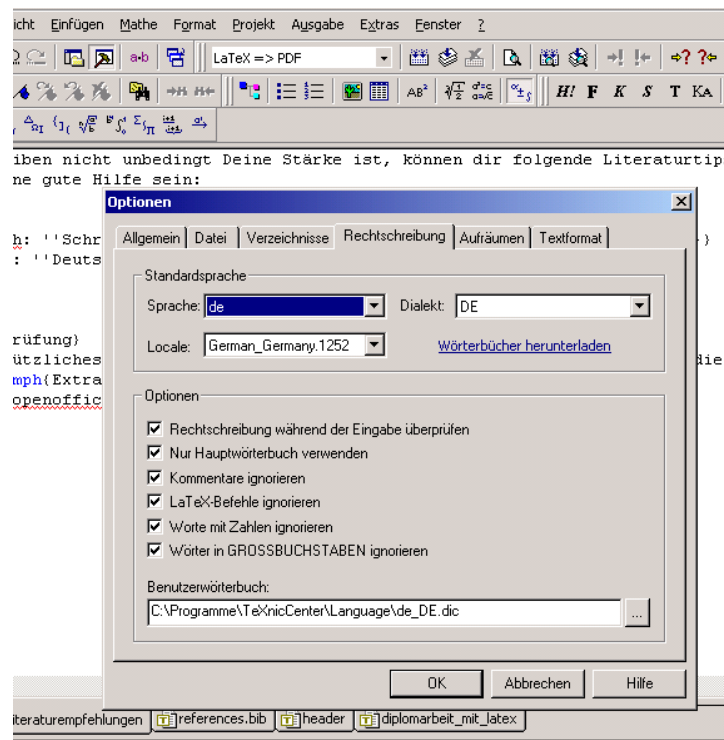 icht Einfügen Mathe Format Projekt Ausgabe Extras Fenster ?
a•b LaTeX => PDF
AB² H! F K S T KA
iben nicht unbedingt Deine Stärke ist, können dir folgende Literaturtip
ne gute Hilfe sein:
Optionen
h: ''Schr
: ''Deuts
Allgemein Datei Verzeichnisse Rechtschreibung Aufräumen Textformat
Standardsprache
Sprache: de Dialekt: DE
Locale: German_Germany.1252 Wörterbücher herunterladen
rüfung}
ützliches
die
mph{Extra
openoffic
Optionen
Rechtschreibung während der Eingabe überprüfen
Nur Hauptwörterbuch verwenden
Kommentare ignorieren
LaTeX-Befehle ignorieren
Worte mit Zahlen ignorieren
Wörter in GROSSBUCHSTABEN ignorieren
Benutzerwörterbuch:
C:\Programme\TeXnicCenter\Language\de_DE.dic ...
OK Abbrechen Hilfe
iteraturempfehlungen references.bib header diplomarbeit_mit_latex